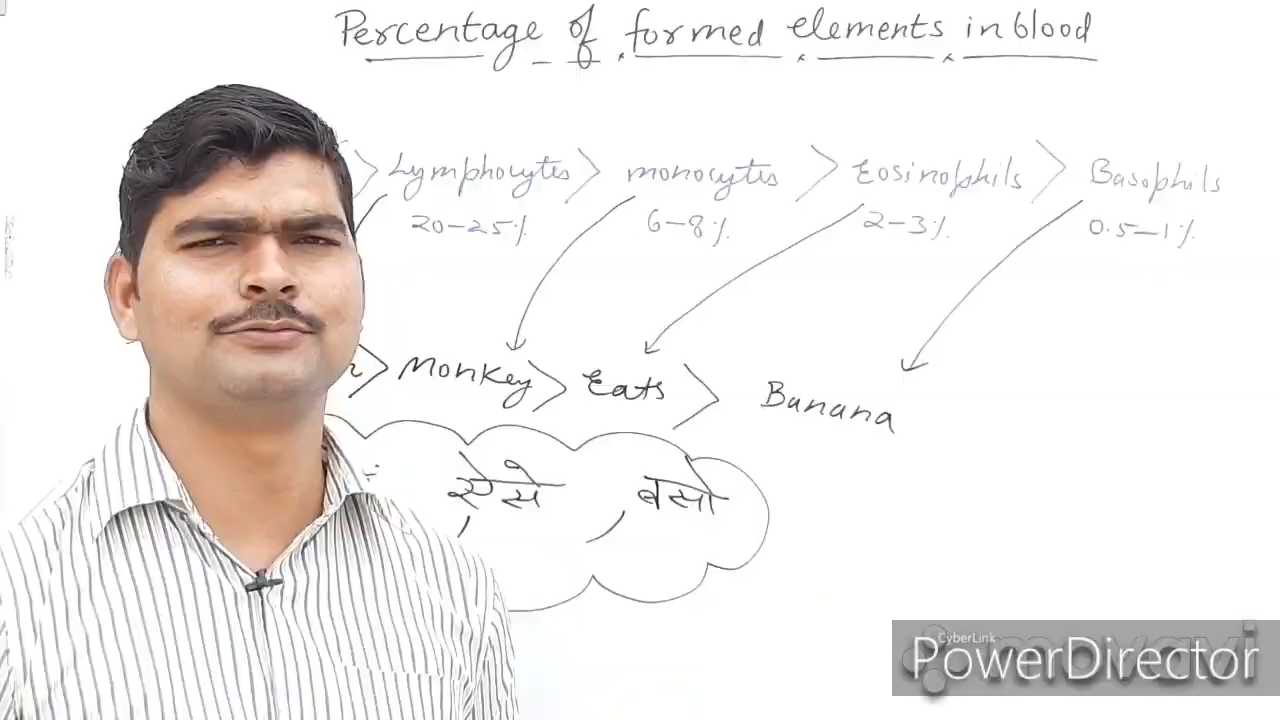 Percentage of formed elements in blood
> Lymphocytes > monocytes > Eosinophils > Basophils
20-25% 6-8% 2-3% 0.5-1%
> Monkey > Eats > Banana
ऐसे बसो
CyberLink
PowerDirector
movavi